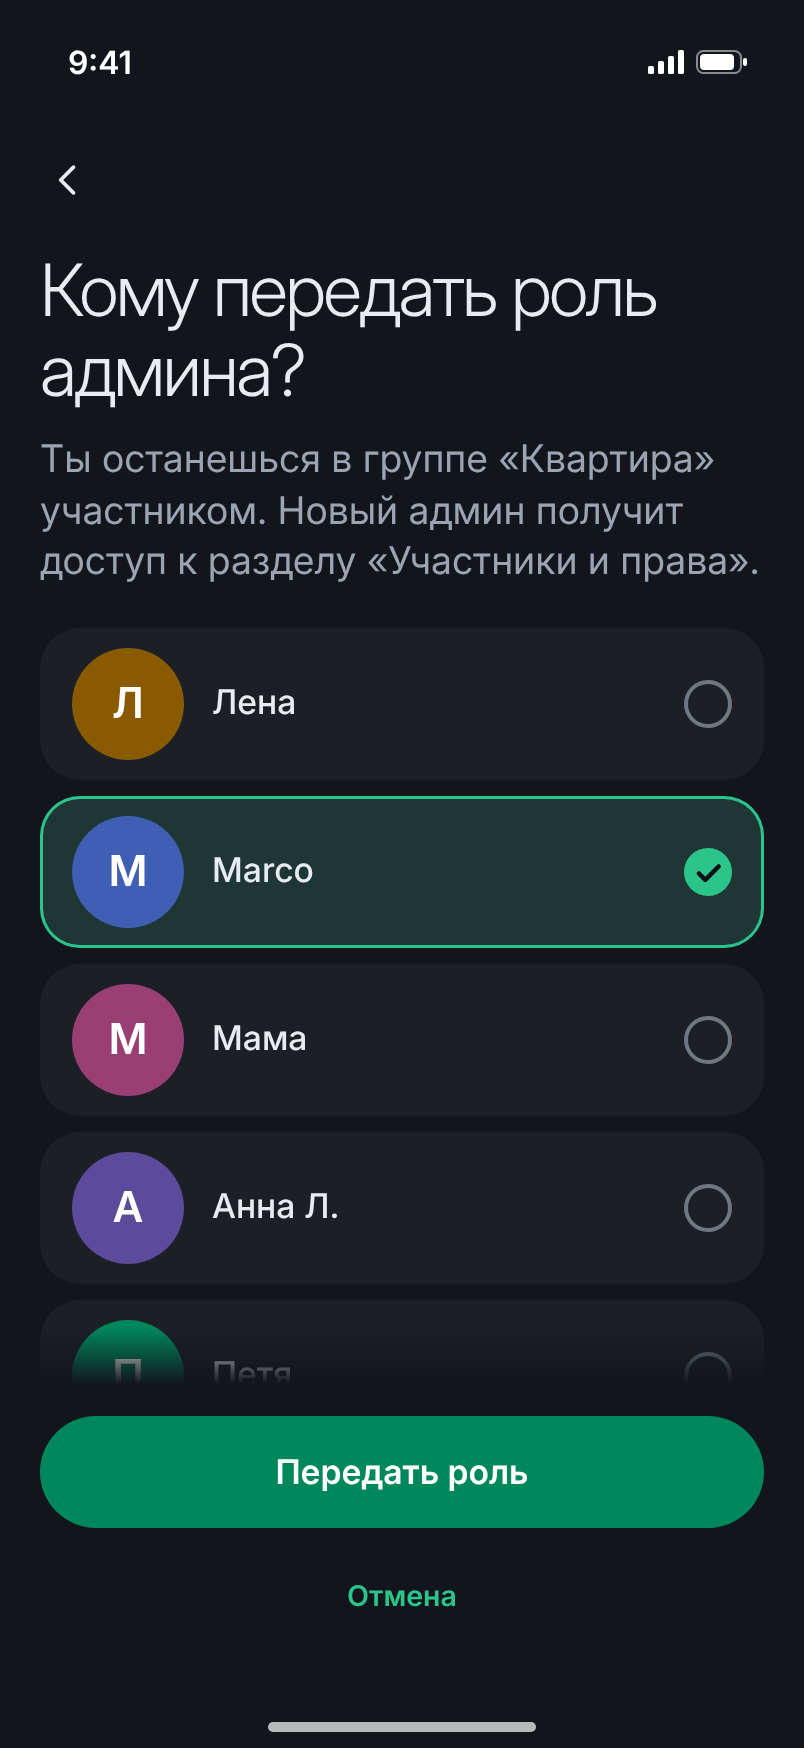 9:41
Кому передать роль
админа?
Ты останешься в группе «Квартира»
участником. Новый админ получит
доступ к разделу «Участники и права».
Л Лена
M Marco
М Мама
А Анна Л.
П Петя
Передать роль
Отмена